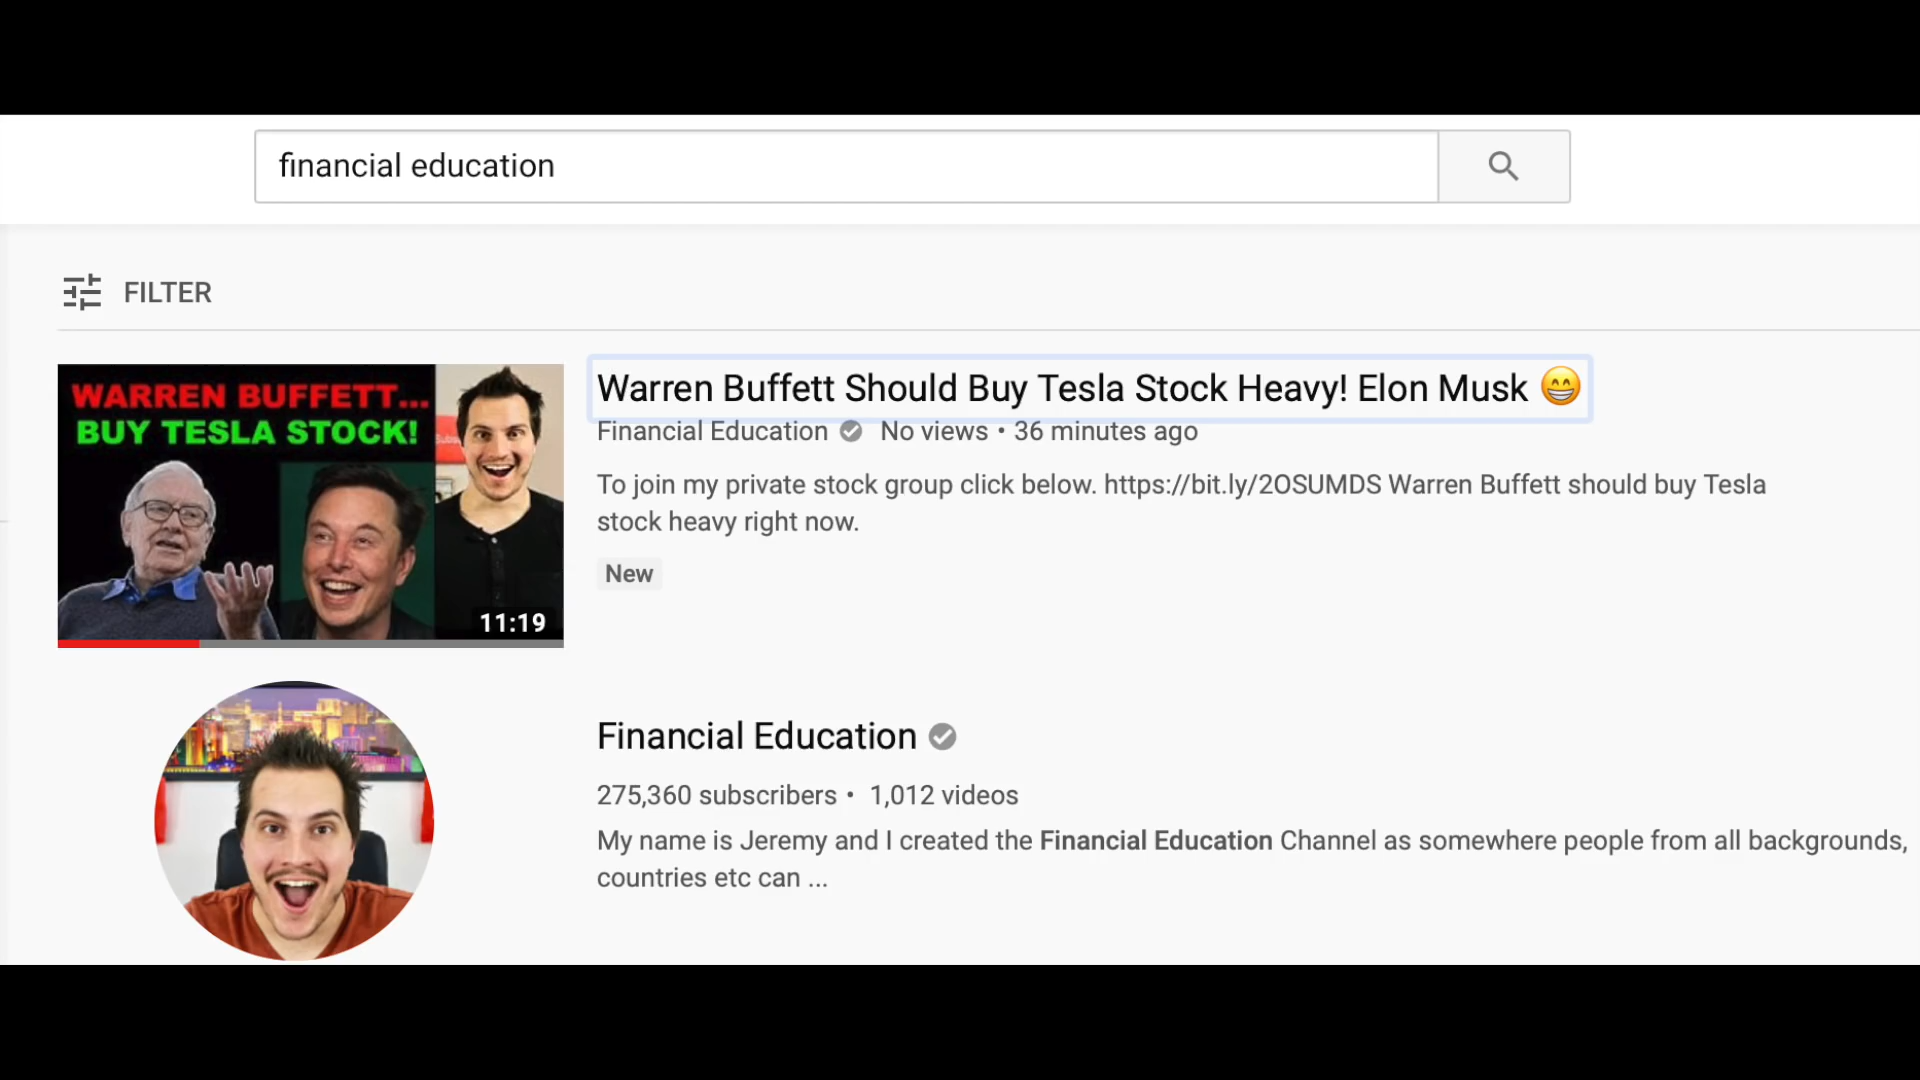 financial education
FILTER
WARREN BUFFETT...
BUY TESLA STOCK!
11:19
Warren Buffett Should Buy Tesla Stock Heavy! Elon Musk 😁
Financial Education No views • 36 minutes ago
To join my private stock group click below. https://bit.ly/2OSUMDS Warren Buffett should buy Tesla
stock heavy right now.
New
Financial Education
275,360 subscribers • 1,012 videos
My name is Jeremy and I created the Financial Education Channel as somewhere people from all backgrounds,
countries etc can ...